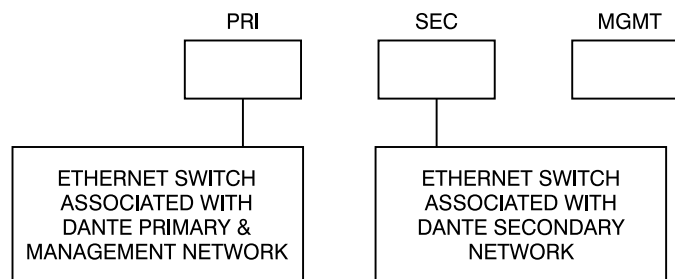 PRI
SEC
MGMT
ETHERNET SWITCH
ASSOCIATED WITH
DANTE PRIMARY &
MANAGEMENT NETWORK
ETHERNET SWITCH
ASSOCIATED WITH
DANTE SECONDARY
NETWORK